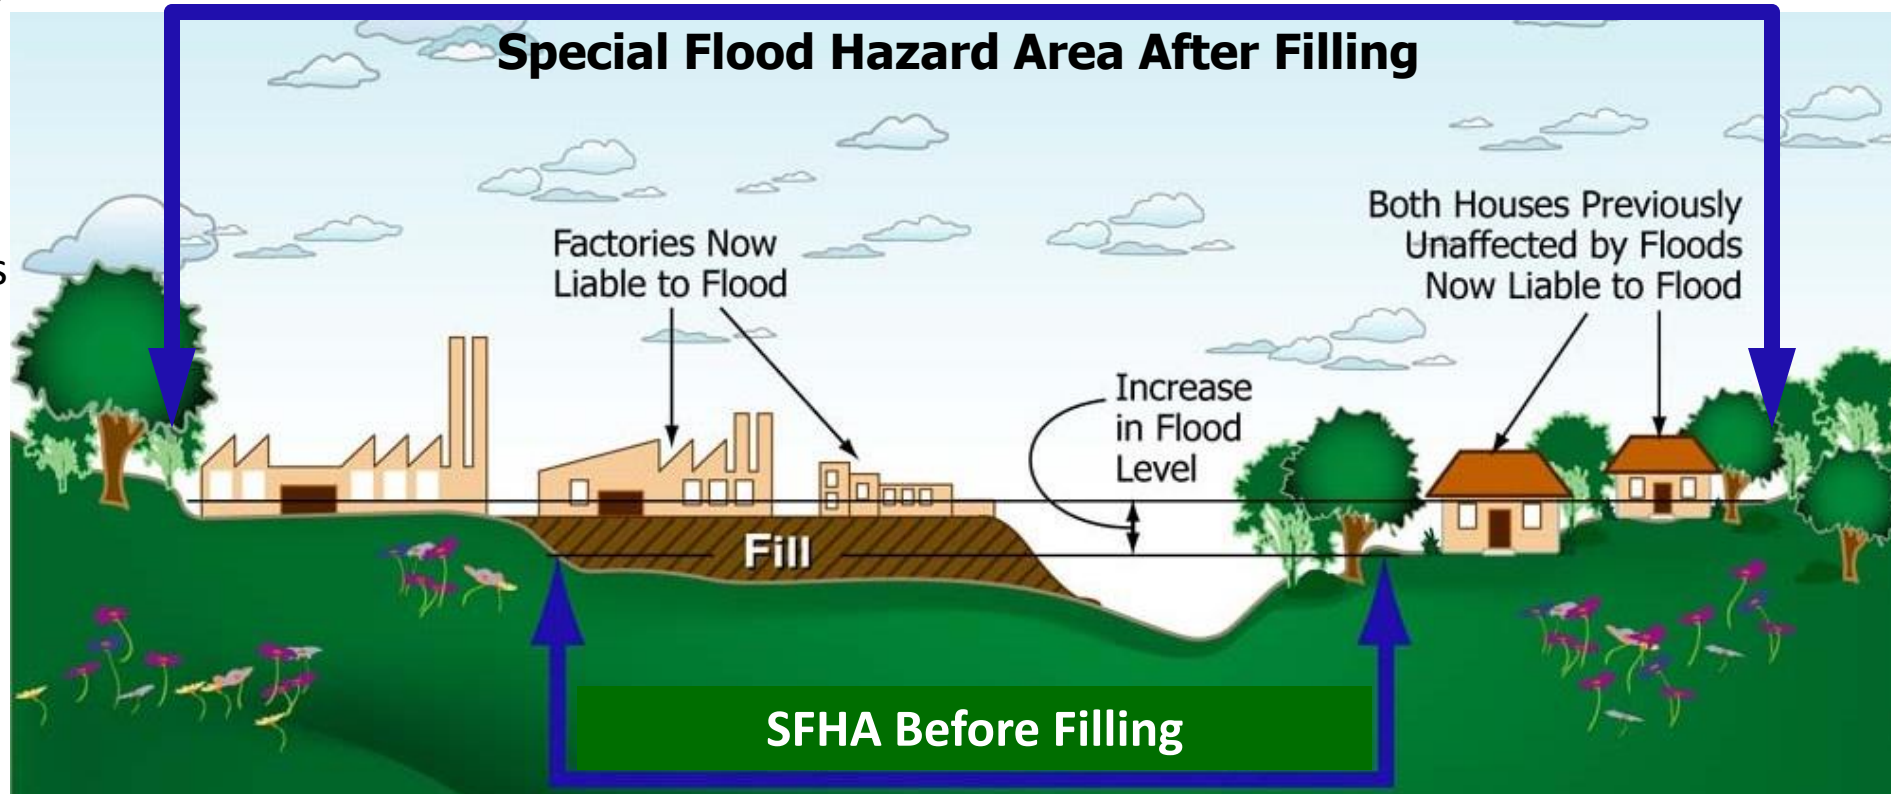 Special Flood Hazard Area After Filling
Both Houses Previously
Unaffected by Floods
Now Liable to Flood
Factories Now
Liable to Flood
s
Increase
in Flood
Level
Fill
SFHA Before Filling